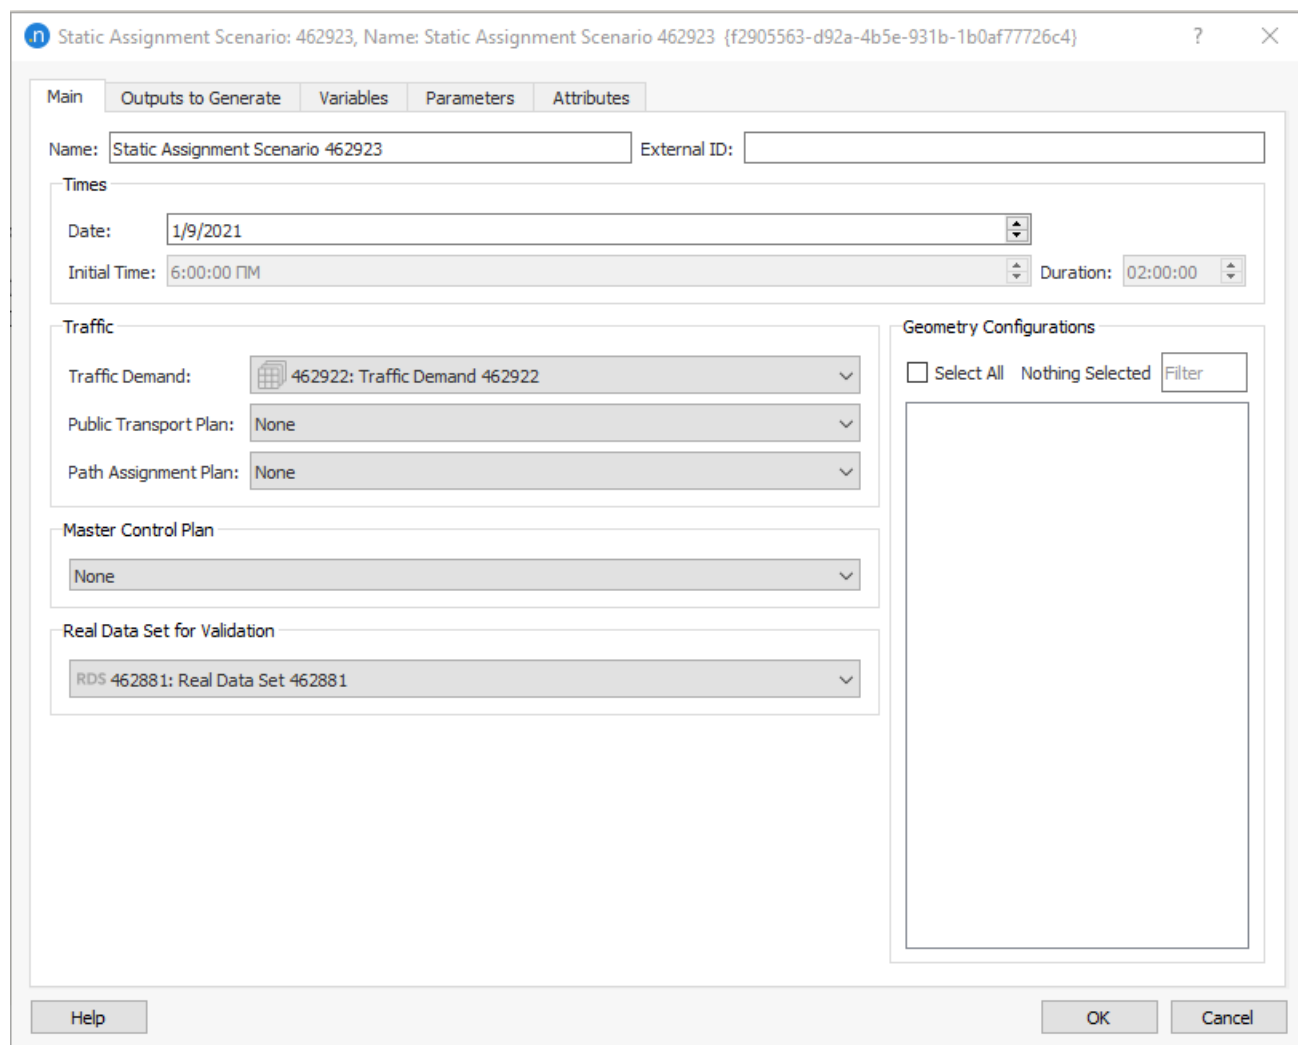 .n Static Assignment Scenario: 462923, Name: Static Assignment Scenario 462923 {f2905563-d92a-4b5e-931b-1b0af77726c4} ?
Main Outputs to Generate Variables Parameters Attributes
Name: Static Assignment Scenario 462923 External ID:
Times
Date: 1/9/2021
Initial Time: 6:00:00 ПМ Duration: 02:00:00
Traffic
Traffic Demand: 462922: Traffic Demand 462922
Public Transport Plan: None
Path Assignment Plan: None
Geometry Configurations
Select All Nothing Selected Filter
Master Control Plan
None
Real Data Set for Validation
RDS 462881: Real Data Set 462881
Help OK Cancel